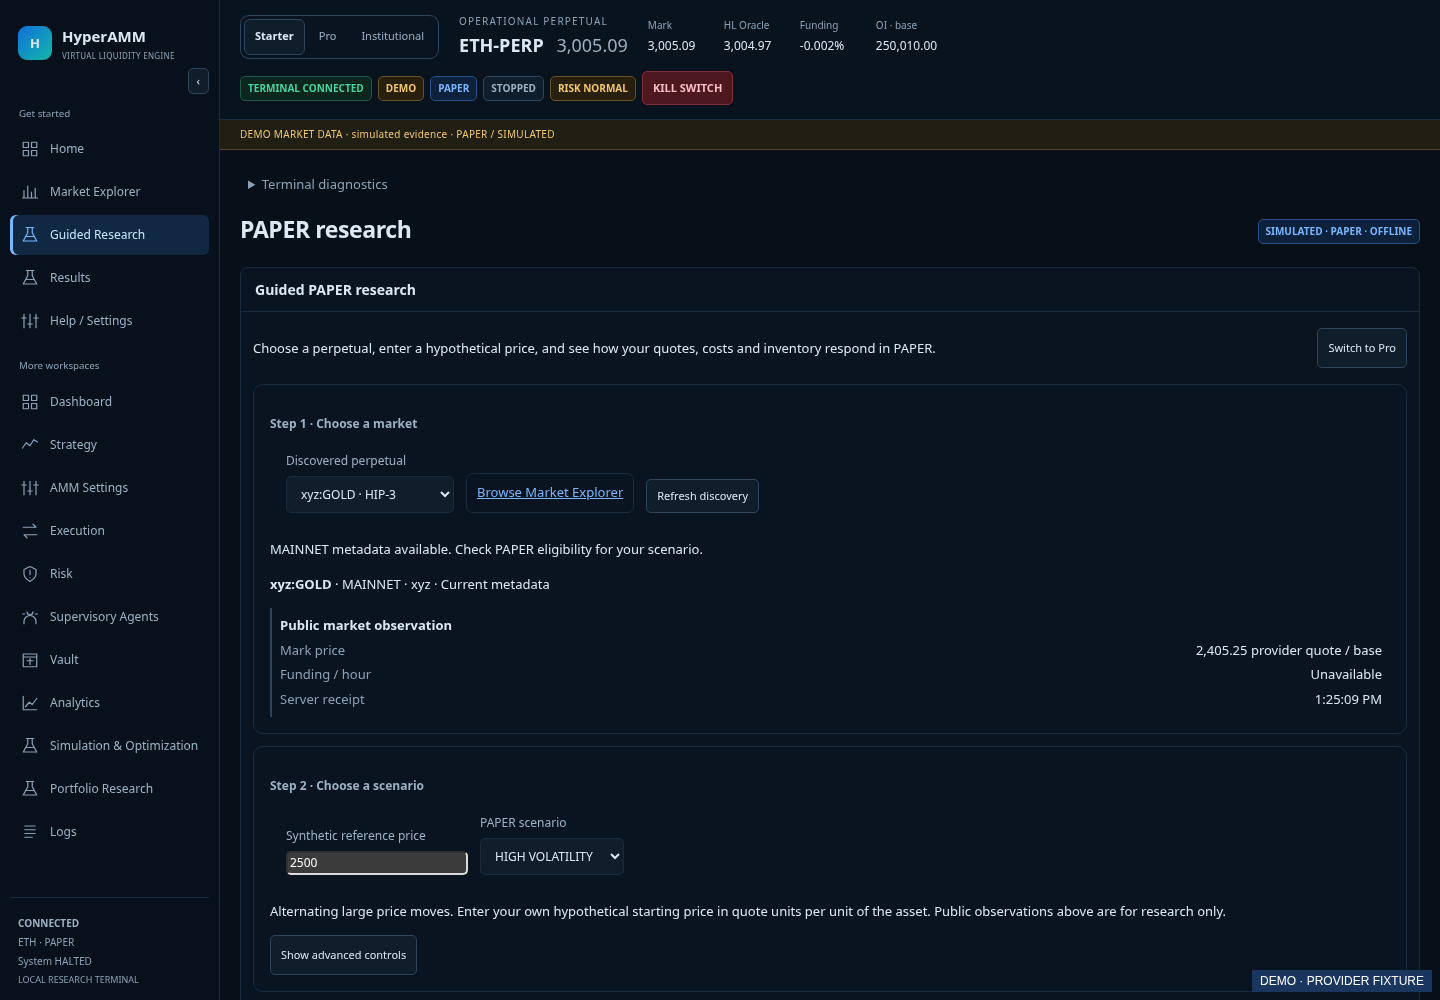 H
HyperAMM
VIRTUAL LIQUIDITY ENGINE
‹
Get started
Home
Market Explorer
Guided Research
Results
Help / Settings
More workspaces
Dashboard
Strategy
AMM Settings
Execution
Risk
Supervisory Agents
Vault
Analytics
Simulation & Optimization
Portfolio Research
Logs
CONNECTED
ETH · PAPER
System HALTED
LOCAL RESEARCH TERMINAL
Starter Pro Institutional
OPERATIONAL PERPETUAL
ETH-PERP 3,005.09
Mark
3,005.09
HL Oracle
3,004.97
Funding
-0.002%
OI · base
250,010.00
TERMINAL CONNECTED DEMO PAPER STOPPED RISK NORMAL KILL SWITCH
DEMO MARKET DATA · simulated evidence · PAPER / SIMULATED
▶ Terminal diagnostics
PAPER research
SIMULATED · PAPER · OFFLINE
Guided PAPER research
Choose a perpetual, enter a hypothetical price, and see how your quotes, costs and inventory respond in PAPER.
Switch to Pro
Step 1 · Choose a market
Discovered perpetual
xyz:GOLD · HIP-3 Browse Market Explorer Refresh discovery
MAINNET metadata available. Check PAPER eligibility for your scenario.
xyz:GOLD · MAINNET · xyz · Current metadata
Public market observation
Mark price 2,405.25 provider quote / base
Funding / hour Unavailable
Server receipt 1:25:09 PM
Step 2 · Choose a scenario
Synthetic reference price
2500
PAPER scenario
HIGH VOLATILITY
Alternating large price moves. Enter your own hypothetical starting price in quote units per unit of the asset. Public observations above are for research only.
Show advanced controls
DEMO · PROVIDER FIXTURE